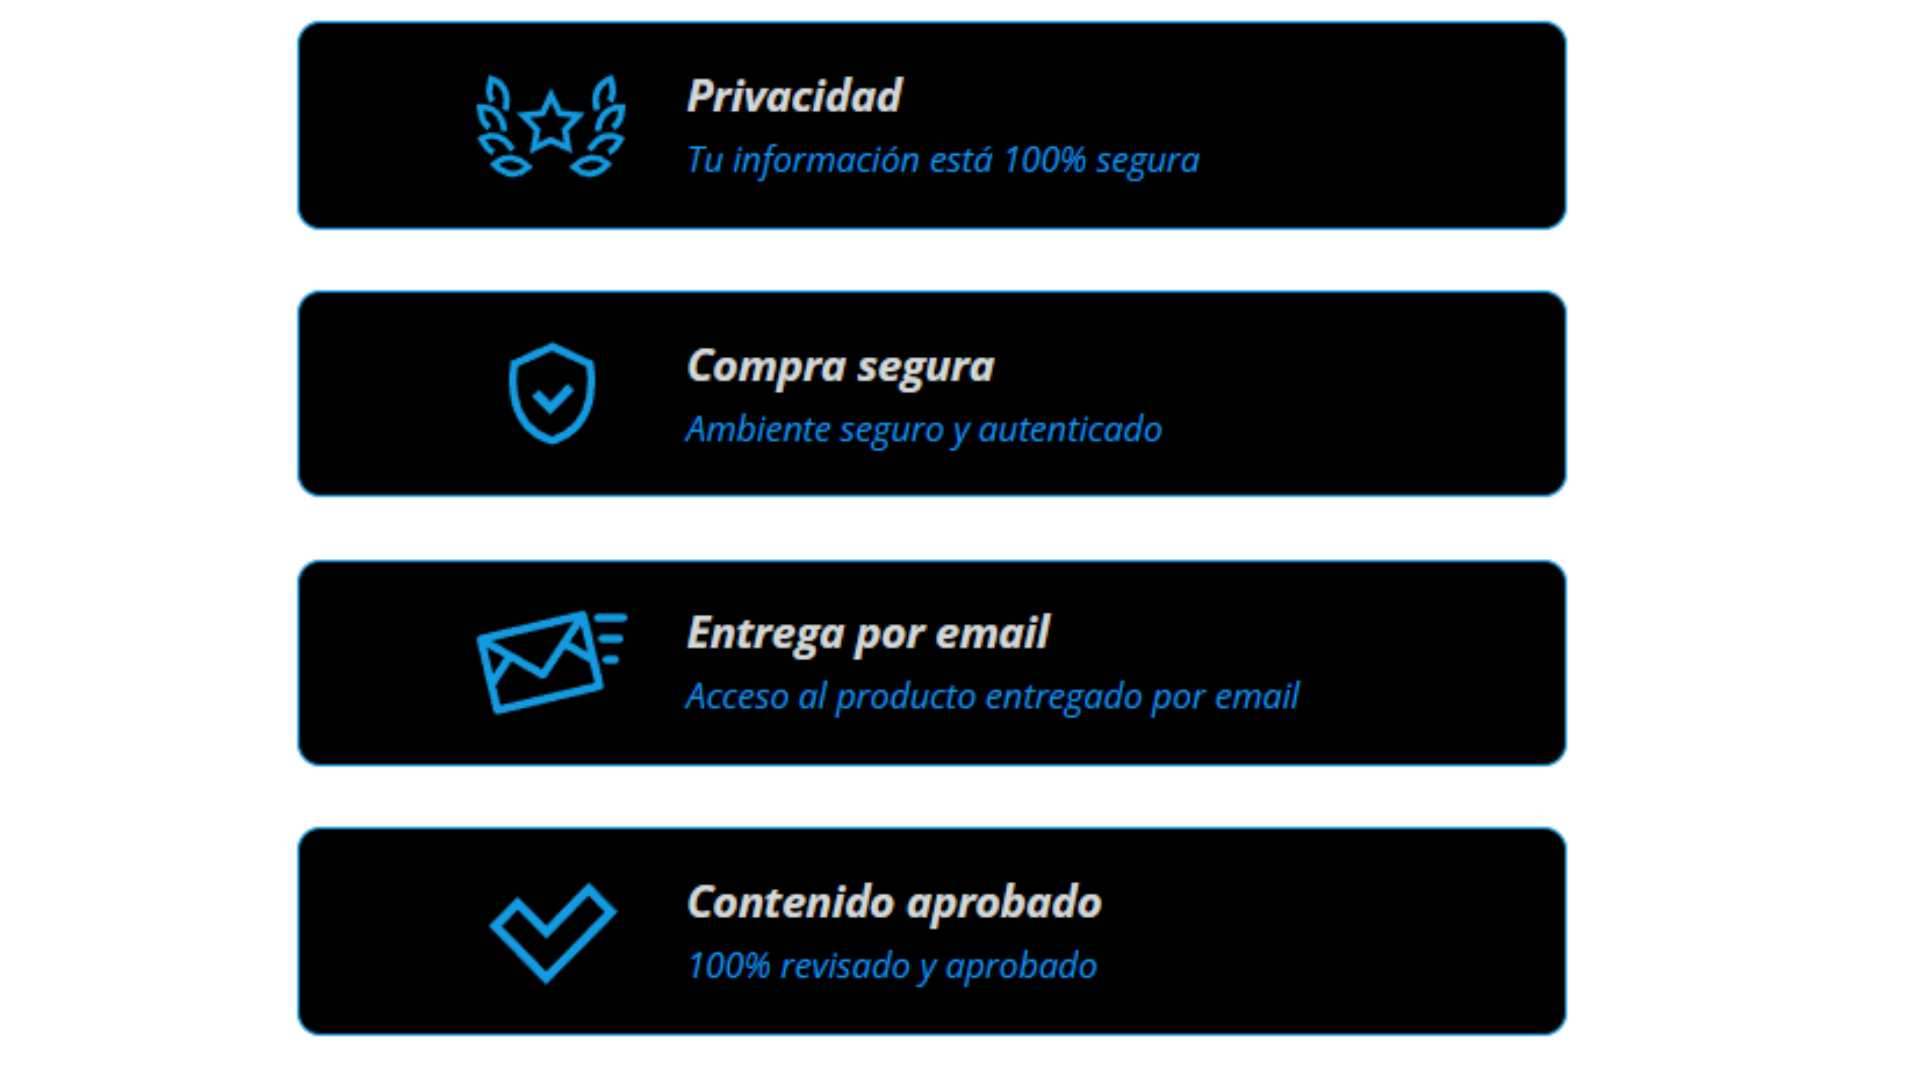 Privacidad
Tu información está 100% segura
Compra segura
Ambiente seguro y autenticado
Entrega por email
Acceso al producto entregado por email
Contenido aprobado
100% revisado y aprobado